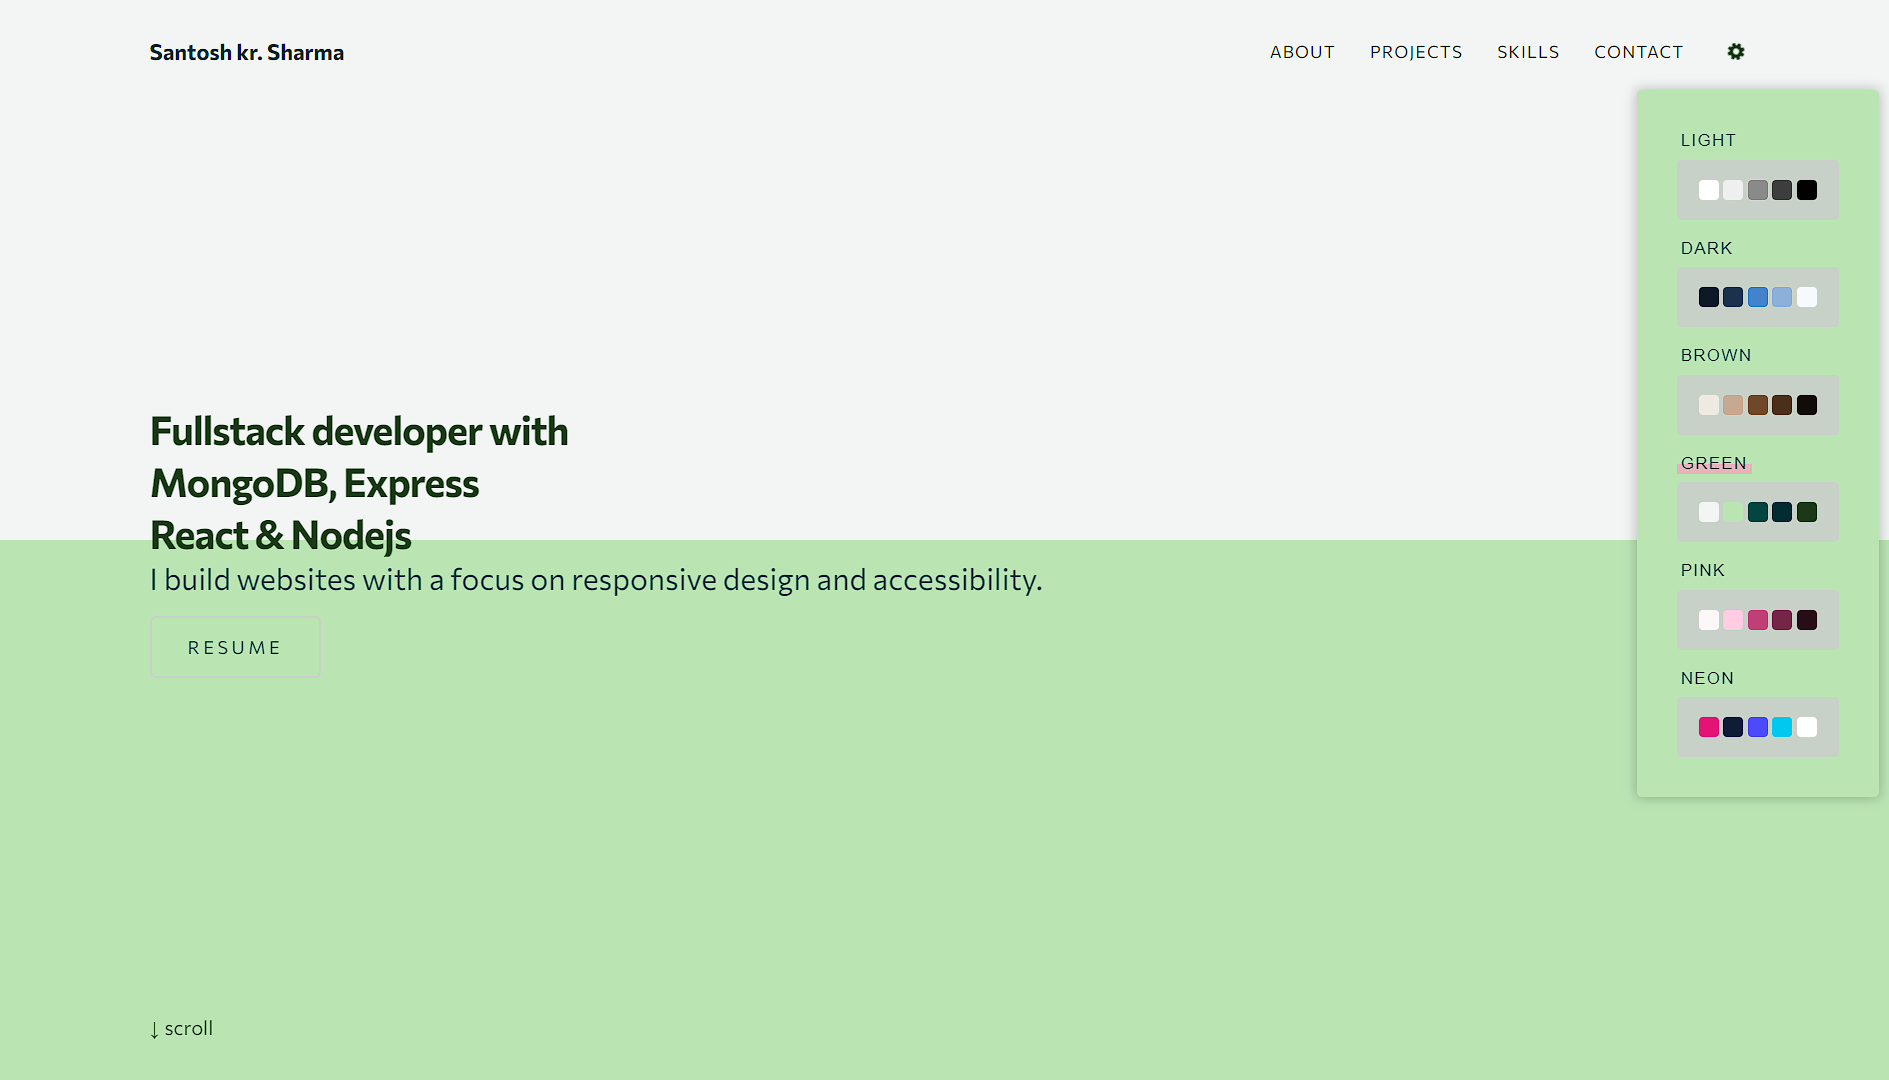 Santosh kr. Sharma
ABOUT PROJECTS SKILLS CONTACT
LIGHT
DARK
BROWN
GREEN
PINK
NEON
Fullstack developer with
MongoDB, Express
React & Nodejs
I build websites with a focus on responsive design and accessibility.
RESUME
↓ scroll